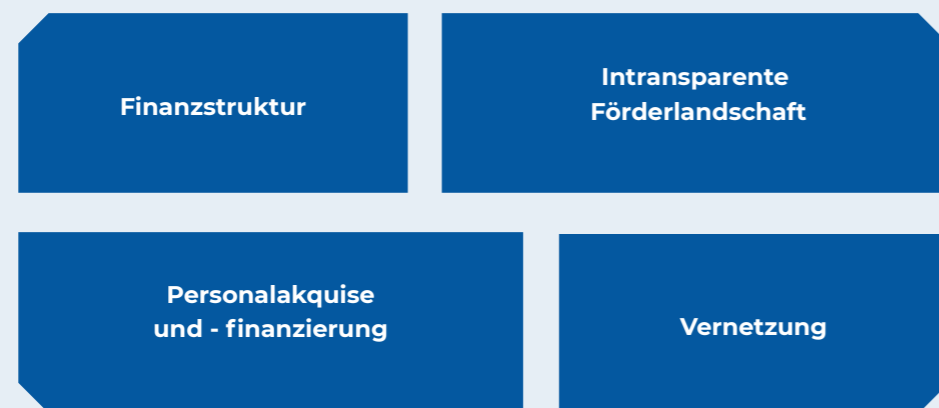 Finanzstruktur
Intransparente
Förderlandschaft
Personalakquise
und - finanzierung
Vernetzung